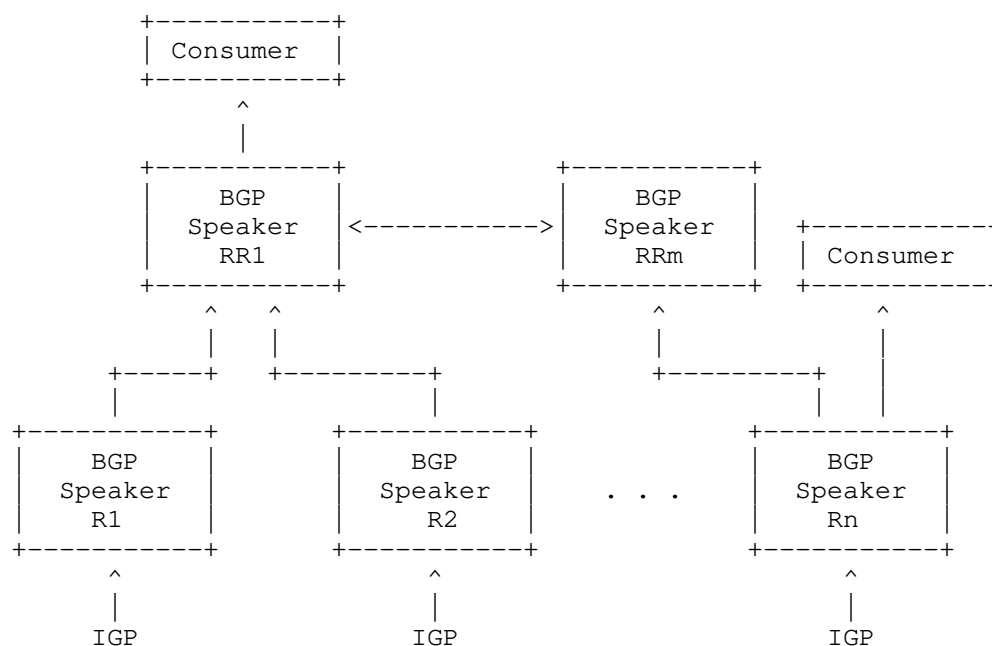 Consumer
BGP
Speaker
RR1
BGP
Speaker
RRm
Consumer
BGP
Speaker
R1
BGP
Speaker
R2
. . .
BGP
Speaker
Rn
IGP
IGP
IGP